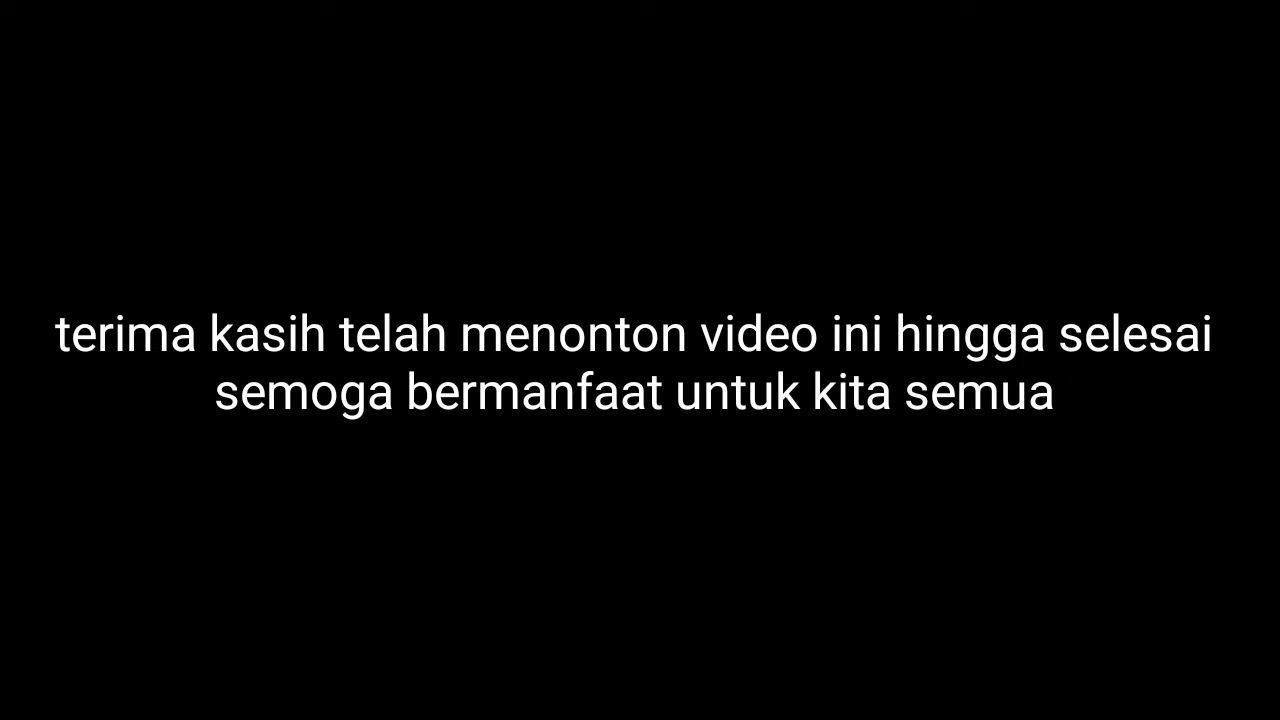 terima kasih telah menonton video ini hingga selesai
semoga bermanfaat untuk kita semua